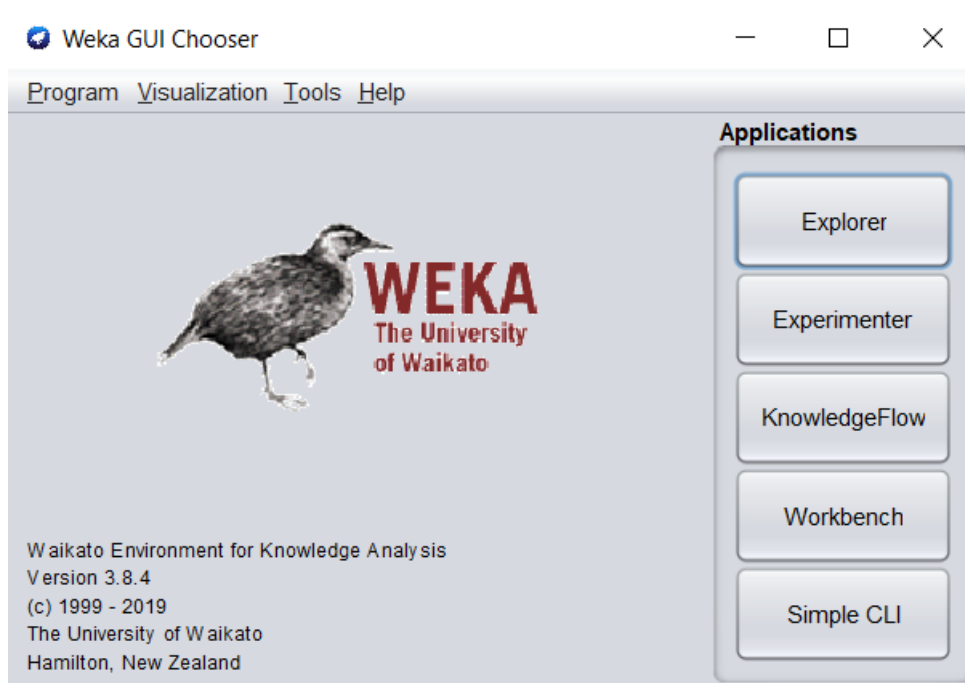 Weka GUI Chooser
Program Visualization Tools Help
Applications
Explorer
Experimenter
KnowledgeFlow
Workbench
Simple CLI
WEKA
The University
of Waikato
Waikato Environment for Knowledge Analysis
Version 3.8.4
(c) 1999 - 2019
The University of Waikato
Hamilton, New Zealand